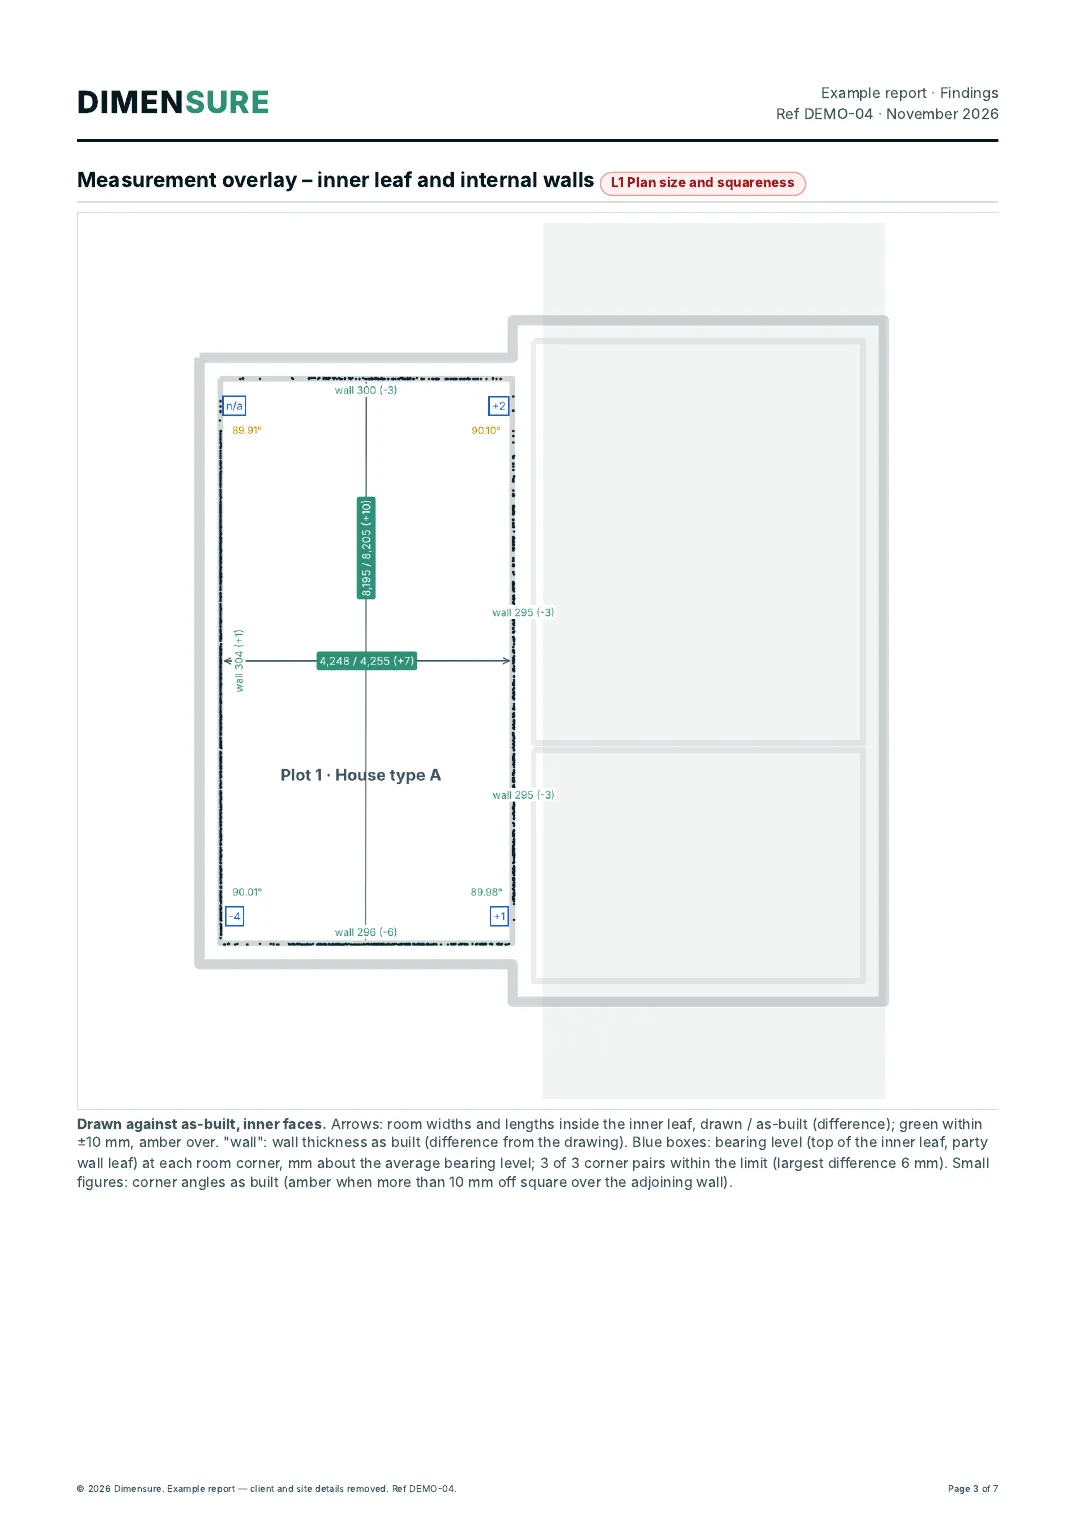 DIMENSURE
Example report · Findings
Ref DEMO-04 · November 2026
Measurement overlay – inner leaf and internal walls
L1 Plan size and squareness
wall 300 (-3)
n/a
+2
89.91°
90.10°
8,195 / 8,205 (+10)
wall 295 (-3)
wall 304 (+1)
4,248 / 4,255 (+7)
Plot 1 · House type A
wall 295 (-3)
90.01°
89.98°
-4
+1
wall 296 (-6)
Drawn against as-built, inner faces. Arrows: room widths and lengths inside the inner leaf, drawn / as-built (difference); green within
±10 mm, amber over. "wall": wall thickness as built (difference from the drawing). Blue boxes: bearing level (top of the inner leaf, party
wall leaf) at each room corner, mm about the average bearing level; 3 of 3 corner pairs within the limit (largest difference 6 mm). Small
figures: corner angles as built (amber when more than 10 mm off square over the adjoining wall).
© 2026 Dimensure. Example report — client and site details removed. Ref DEMO-04.
Page 3 of 7